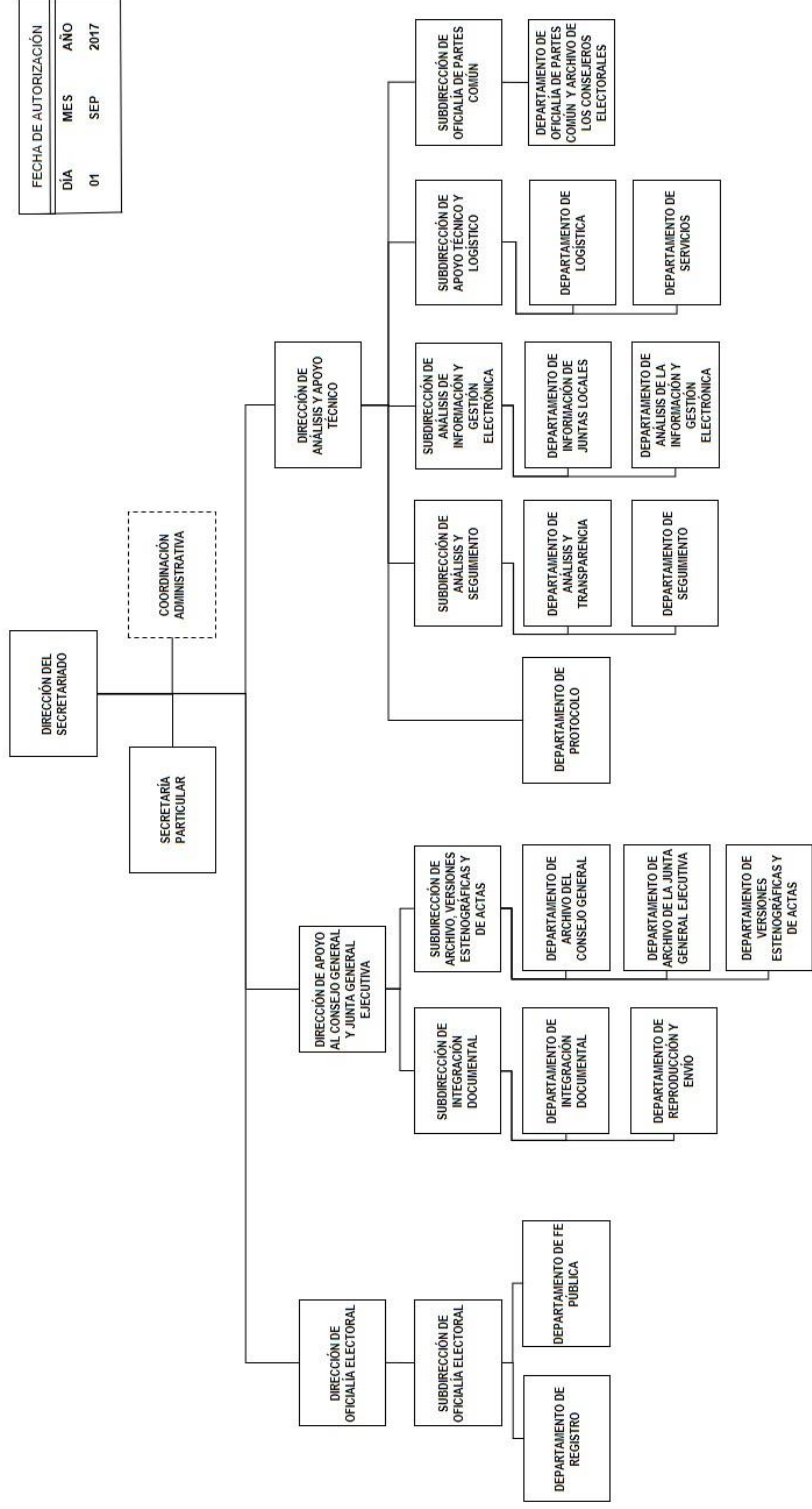 FECHA DE AUTORIZACIÓN
DÍA MES AÑO
01 SEP 2017
DIRECCIÓN DEL
SECRETARIADO
SECRETARÍA
PARTICULAR
COORDINACIÓN
ADMINISTRATIVA
DIRECCIÓN DE
OFICIALÍA ELECTORAL
DIRECCIÓN DE APOYO
AL CONSEJO GENERAL
Y JUNTA GENERAL
EJECUTIVA
DIRECCIÓN DE
ANÁLISIS Y APOYO
TÉCNICO
SUBDIRECCIÓN DE
OFICIALÍA ELECTORAL
SUBDIRECCIÓN DE
INTEGRACIÓN
DOCUMENTAL
SUBDIRECCIÓN DE
ARCHIVO, VERSIONES
ESTENOGRÁFICAS Y
DE ACTAS
SUBDIRECCIÓN DE
ANÁLISIS Y
SEGUIMIENTO
SUBDIRECCIÓN DE
ANÁLISIS DE
INFORMACIÓN Y
GESTIÓN
ELECTRÓNICA
SUBDIRECCIÓN DE
APOYO TÉCNICO Y
LOGÍSTICO
SUBDIRECCIÓN DE
OFICIALÍA DE PARTES
COMÚN
DEPARTAMENTO DE
REGISTRO
DEPARTAMENTO DE FE
PÚBLICA
DEPARTAMENTO DE
INTEGRACIÓN
DOCUMENTAL
DEPARTAMENTO DE
ARCHIVO DEL
CONSEJO GENERAL
DEPARTAMENTO DE
PROTOCOLO
DEPARTAMENTO DE
ANÁLISIS Y
TRANSPARENCIA
DEPARTAMENTO DE
INFORMACIÓN DE
JUNTAS LOCALES
DEPARTAMENTO DE
LOGÍSTICA
DEPARTAMENTO DE
OFICIALÍA DE PARTES
COMÚN Y ARCHIVO DE
LOS CONSEJEROS
ELECTORALES
DEPARTAMENTO DE
REPRODUCCIÓN Y
ENVÍO
DEPARTAMENTO DE
ARCHIVO DE LA JUNTA
GENERAL EJECUTIVA
DEPARTAMENTO DE
SEGUIMIENTO
DEPARTAMENTO DE
ANÁLISIS DE LA
INFORMACIÓN Y
GESTIÓN
ELECTRÓNICA
DEPARTAMENTO DE
SERVICIOS
DEPARTAMENTO DE
VERSIONES
ESTENOGRÁFICAS Y
DE ACTAS